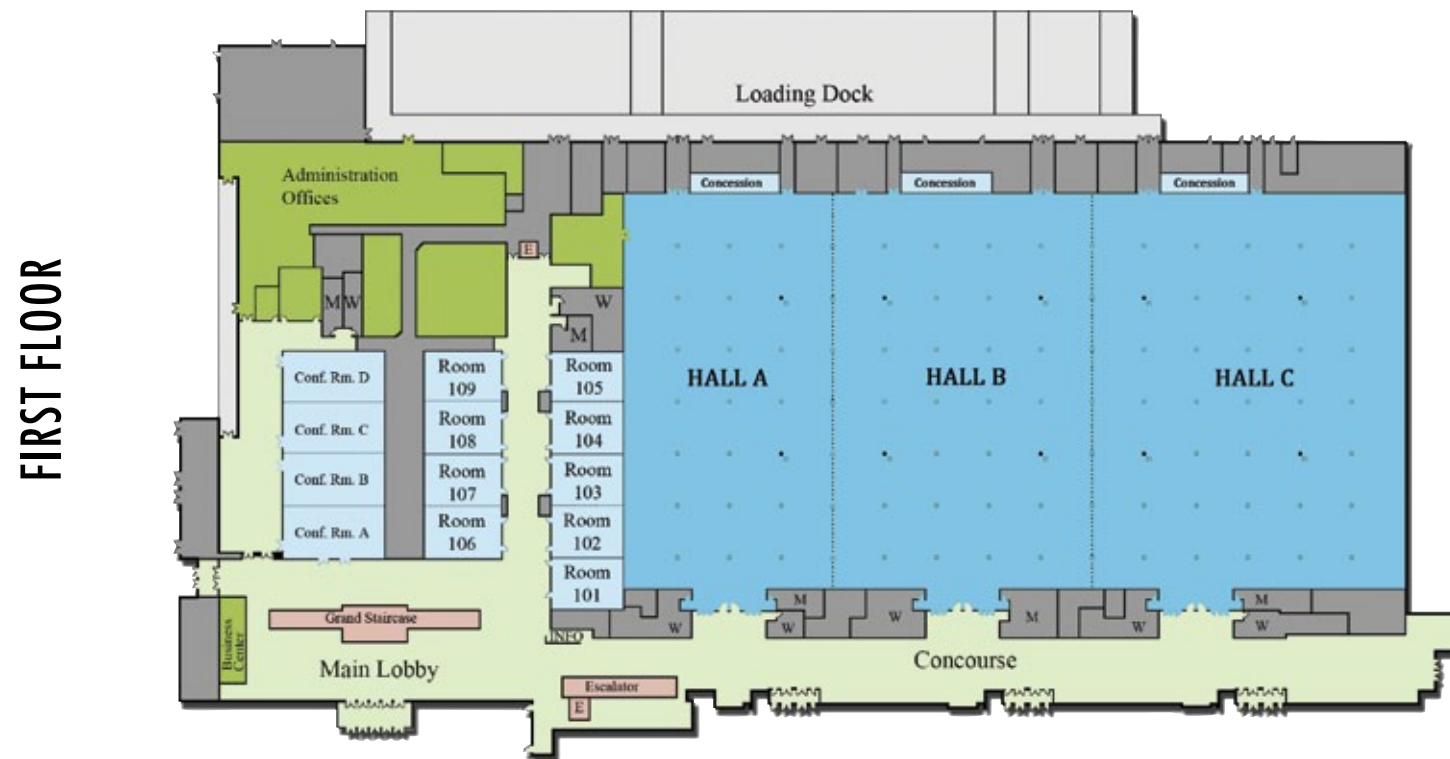 FIRST FLOOR
Loading Dock
Administration
Offices
Concession
Concession
Concession
E
M W
W
M
Conf. Rm. D
Conf. Rm. C
Conf. Rm. B
Conf. Rm. A
Room
109
Room
108
Room
107
Room
106
Room
105
Room
104
Room
103
Room
102
Room
101
HALL A
HALL B
HALL C
M
W
W
W
M
W
M
W
INFO
Grand Staircase
Business
Center
Main Lobby
Concourse
Escalator
E